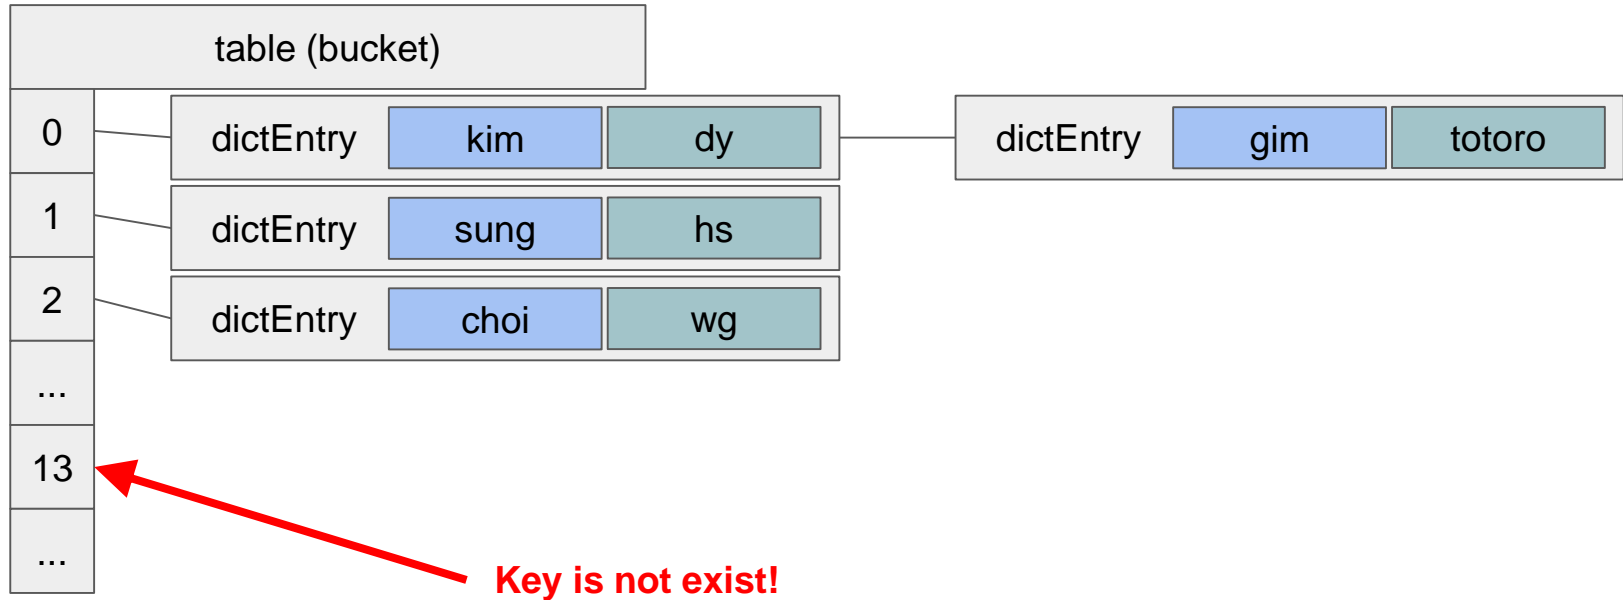 table (bucket)
0 dictEntry kim dy dictEntry gim totoro
1 dictEntry sung hs
2 dictEntry choi wg
...
13
...
Key is not exist!